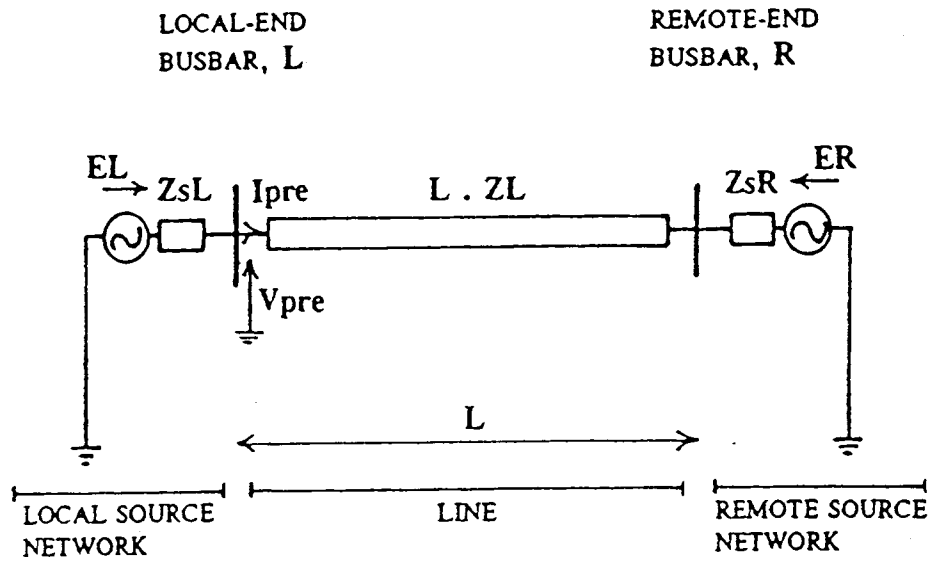 LOCAL-END
BUSBAR, L
REMOTE-END
BUSBAR, R
EL
ZsL
Ipre
L . ZL
ZsR
ER
Vpre
L
LOCAL SOURCE
NETWORK
LINE
REMOTE SOURCE
NETWORK